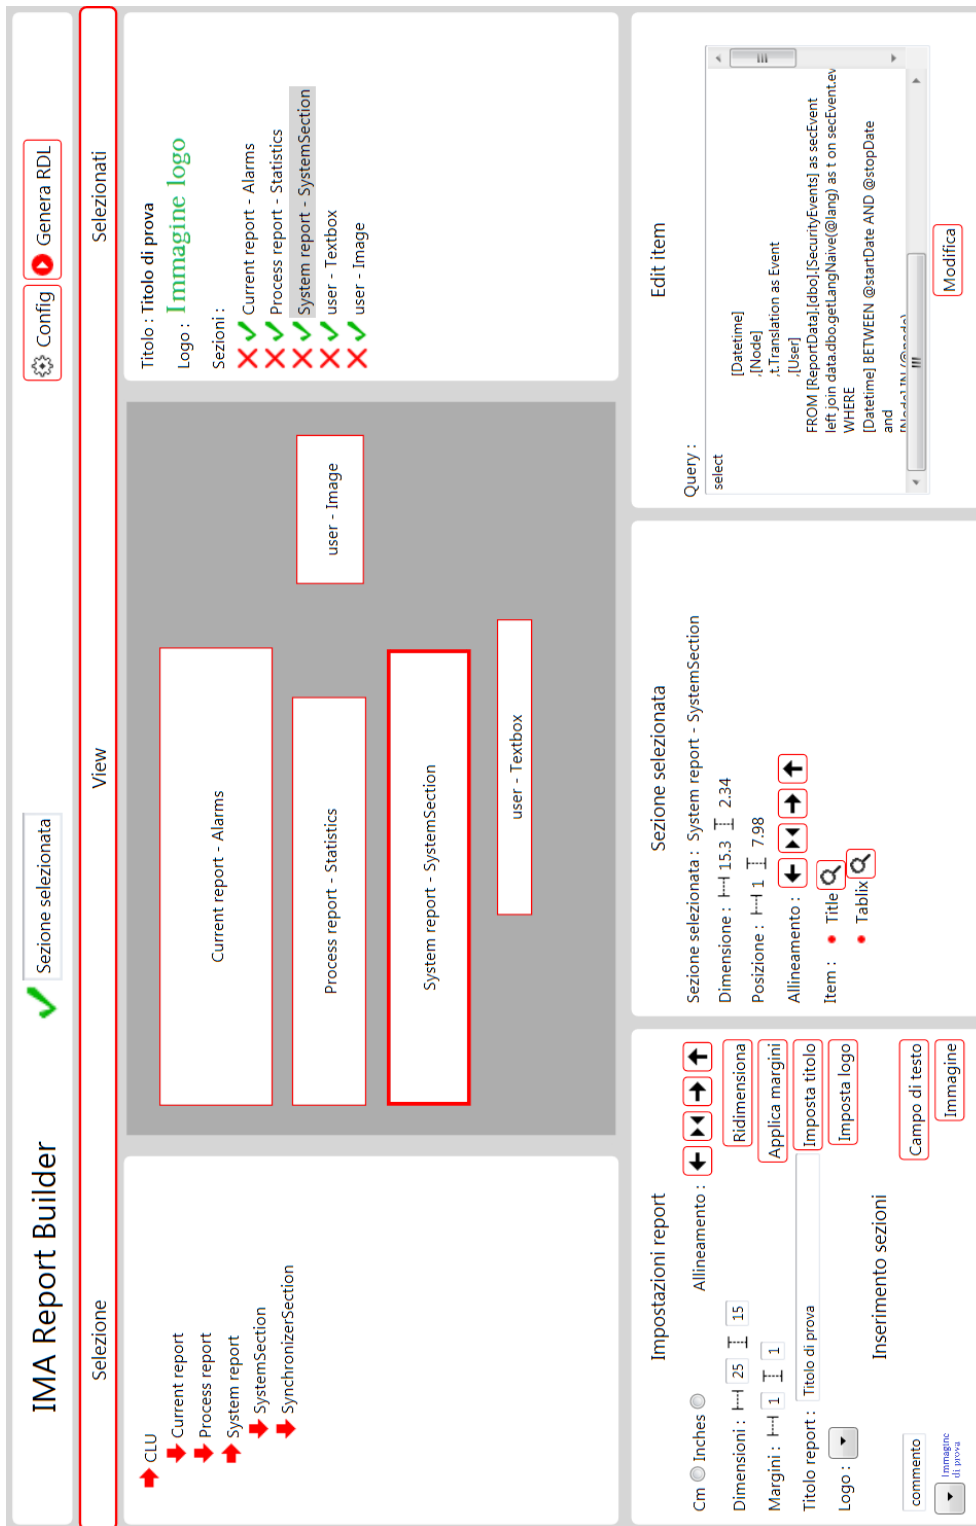 IMA Report Builder
Sezione selezionata
Config
Genera RDL
Selezione
View
Selezionati
CLU
Current report
Process report
System report
SystemSection
SynchronizerSection
Current report - Alarms
Process report - Statistics
System report - SystemSection
user - Textbox
user - Image
Titolo : Titolo di prova
Logo : Immagine logo
Sezioni :
Current report - Alarms
Process report - Statistics
System report - SystemSection
user - Textbox
user - Image
Impostazioni report
Cm Inches Allineamento :
Dimensioni : 25 15 Ridimensiona
Margini : 1 1 Applica margini
Titolo report : Titolo di prova Imposta titolo
Logo : Imposta logo
Inserimento sezioni
commento Campo di testo
Immagine di prova Immagine
Sezione selezionata
Sezione selezionata : System report - SystemSection
Dimensione : 15.3 2.34
Posizione : 1 7.98
Allineamento :
Item : Title
Tablix
Edit item
Query :
select
[Datetime]
,[Node]
,t.Translation as Event
,[User]
FROM [ReportData].[dbo].[SecurityEvents] as secEvent
left join data.dbo.getLangNaive(@lang) as t on secEvent.ev
WHERE
[Datetime] BETWEEN @startDate AND @stopDate
and
[Node] IN (@node)
Modifica